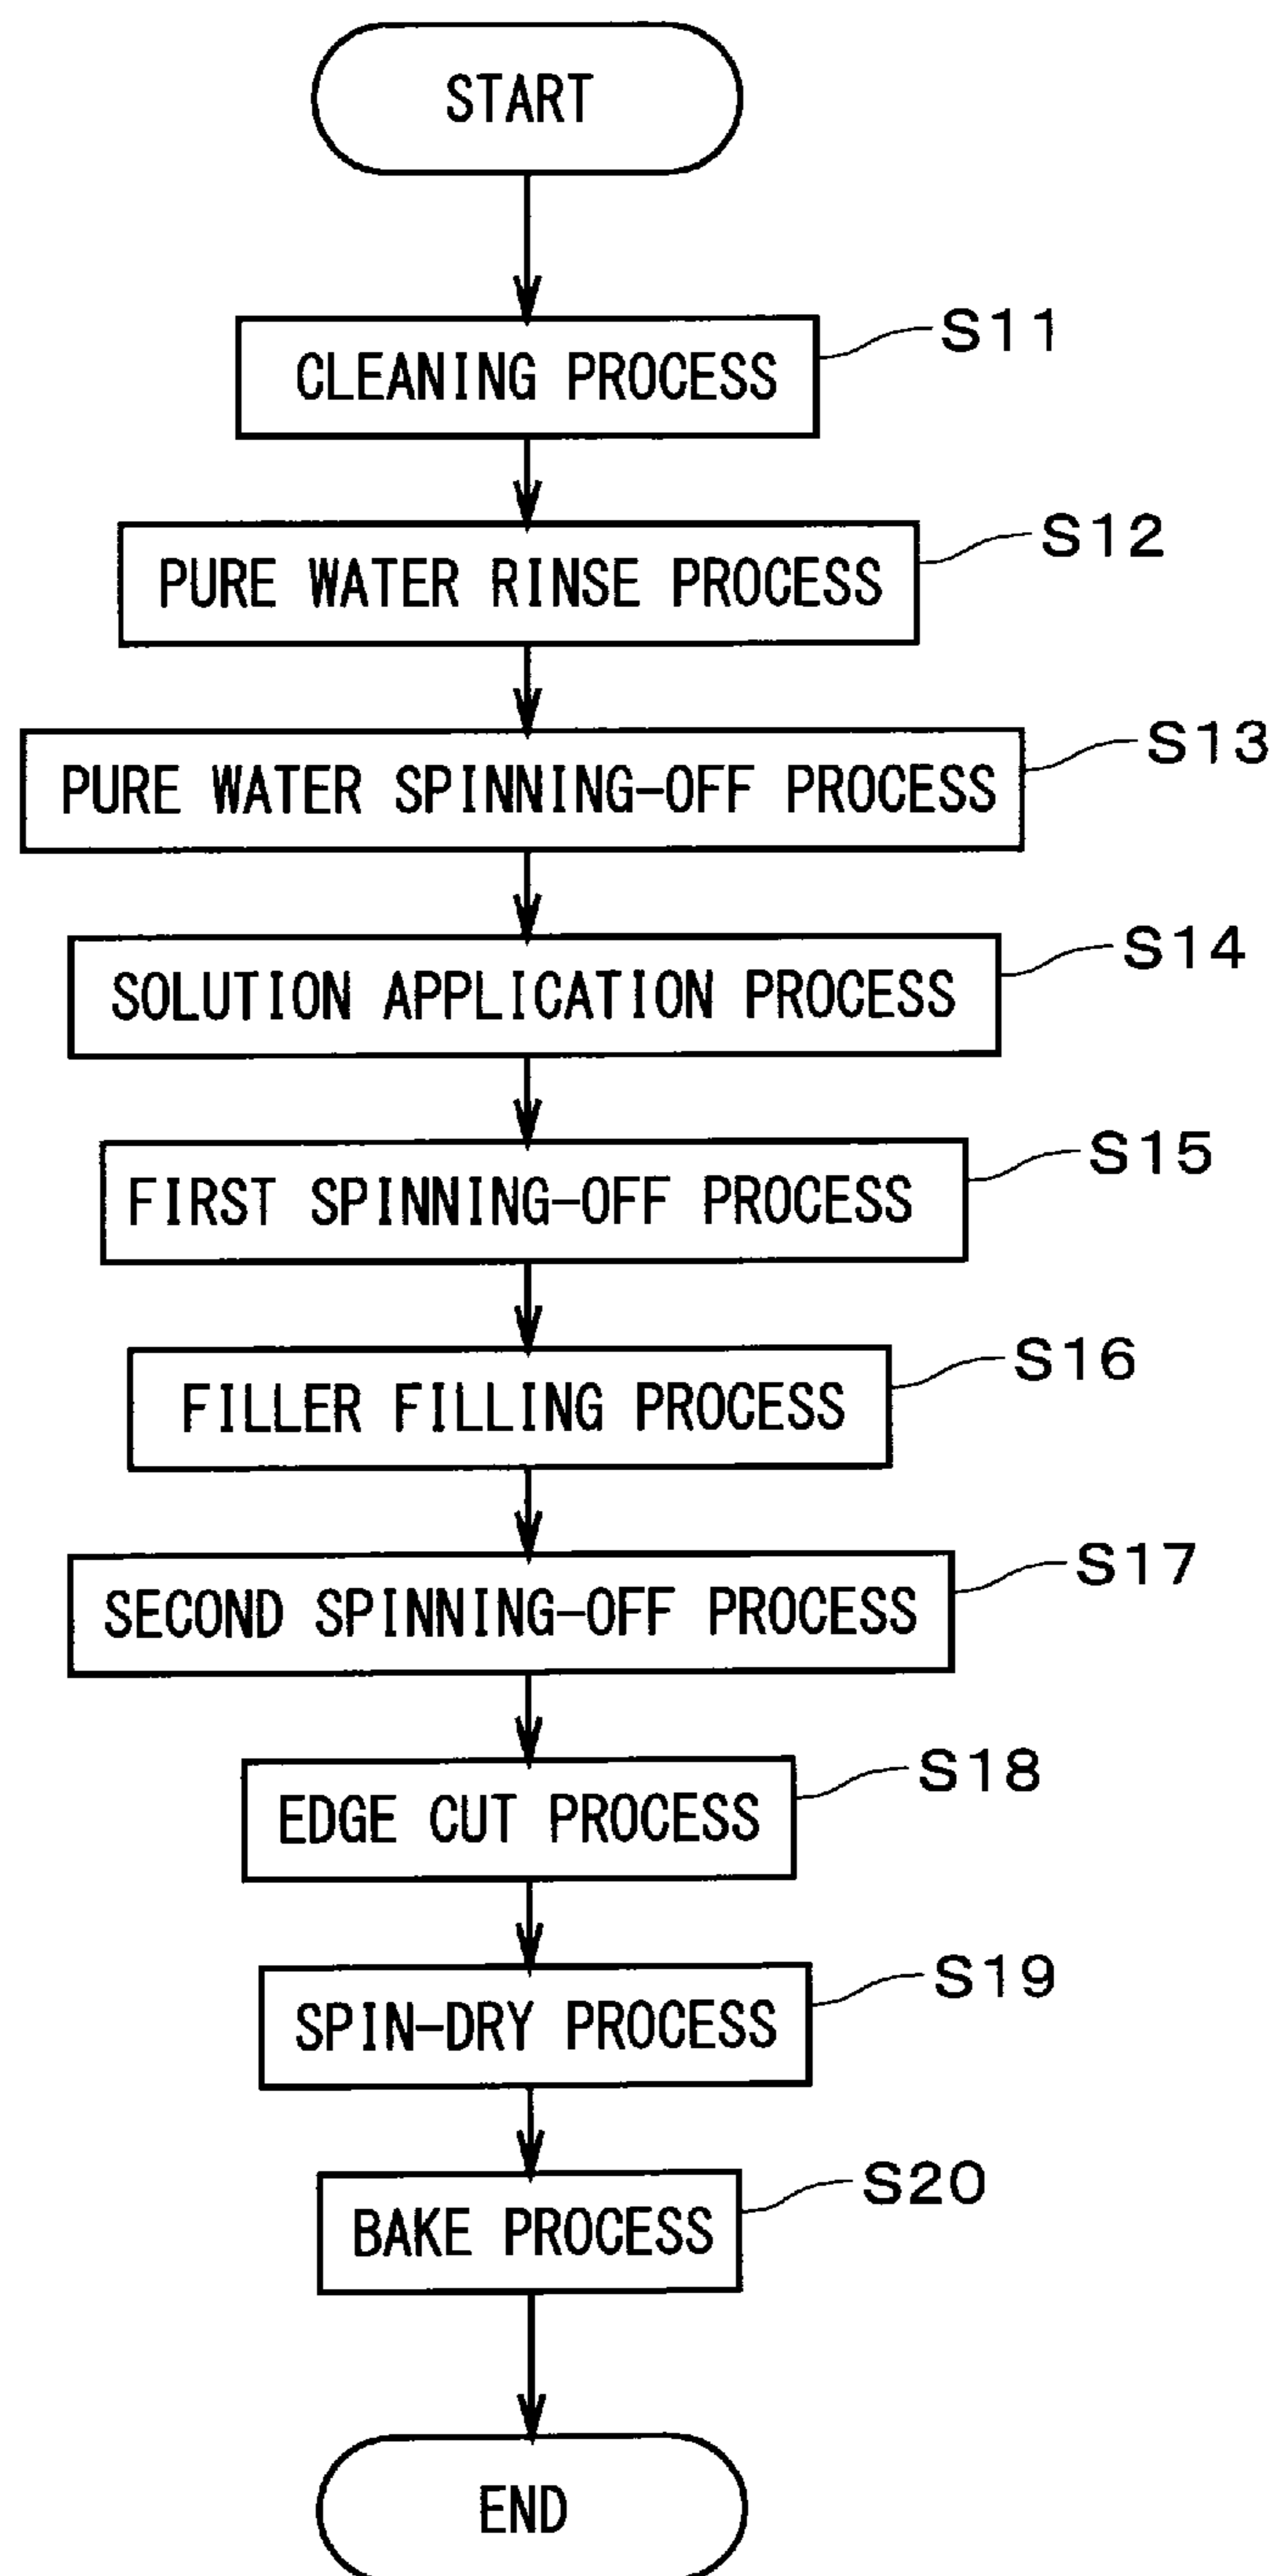 START
CLEANING PROCESS
S11
PURE WATER RINSE PROCESS
S12
PURE WATER SPINNING-OFF PROCESS
S13
SOLUTION APPLICATION PROCESS
S14
FIRST SPINNING-OFF PROCESS
S15
FILLER FILLING PROCESS
S16
SECOND SPINNING-OFF PROCESS
S17
EDGE CUT PROCESS
S18
SPIN-DRY PROCESS
S19
BAKE PROCESS
S20
END